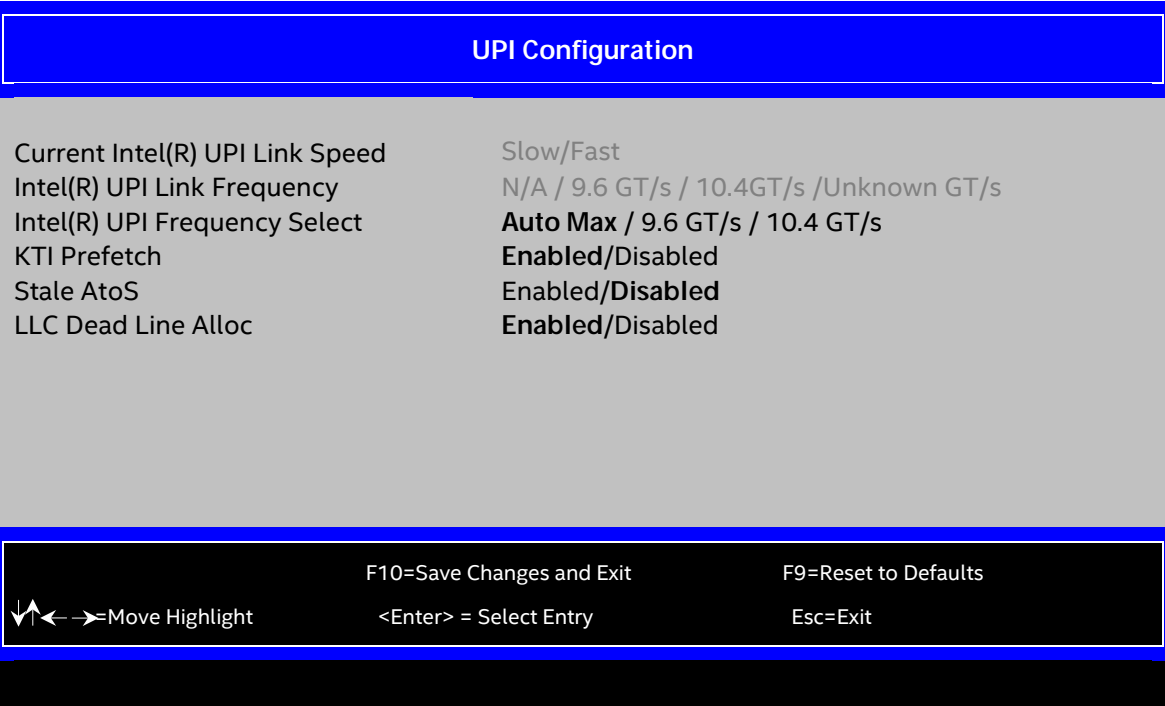 UPI Configuration
Current Intel(R) UPI Link Speed Slow/Fast
Intel(R) UPI Link Frequency N/A / 9.6 GT/s / 10.4GT/s /Unknown GT/s
Intel(R) UPI Frequency Select Auto Max / 9.6 GT/s / 10.4 GT/s
KTI Prefetch Enabled/Disabled
Stale AtoS Enabled/Disabled
LLC Dead Line Alloc Enabled/Disabled
F10=Save Changes and Exit F9=Reset to Defaults
↓↑← →=Move Highlight <Enter> = Select Entry Esc=Exit